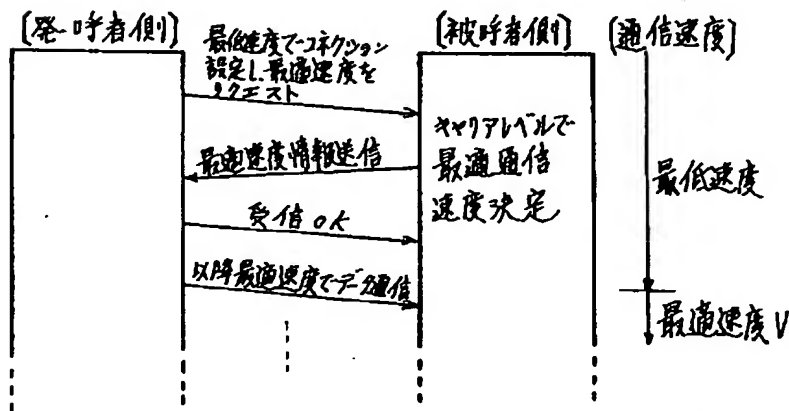 [発呼者側]
[被呼者側]
[通信速度]
最低速度でコネクション
設定し、最適速度を
リクエスト
キャリアレベルで
最適通信
速度決定
最適速度情報送信
受信OK
以降最適速度でデータ通信
最低速度
最適速度V